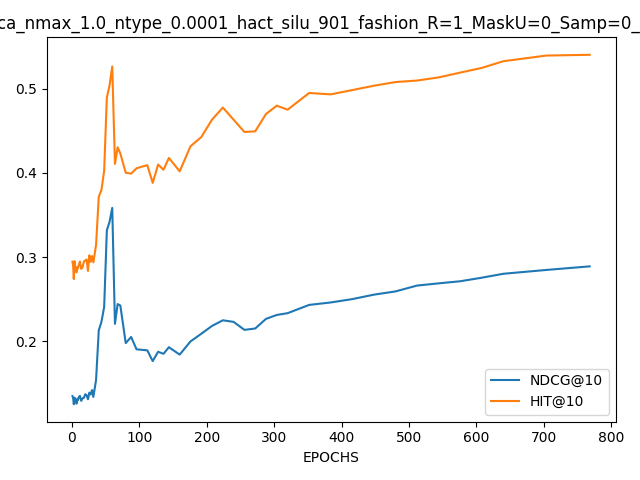 ca_nmax_1.0_ntype_0.0001_hact_silu_901_fashion_R=1_MaskU=0_Samp=0_
0.5
0.4
0.3
0.2
NDCG@10
HIT@10
0 100 200 300 400 500 600 700 800
EPOCHS